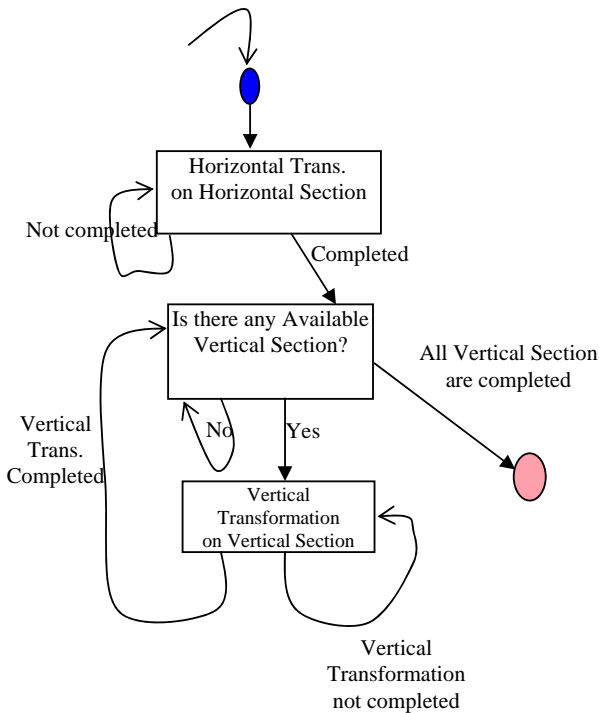 Horizontal Trans.
on Horizontal Section
Not completed
Completed
Is there any Available
Vertical Section?
All Vertical Section
are completed
Vertical
Trans.
Completed
No
Yes
Vertical
Transformation
on Vertical Section
Vertical
Transformation
not completed